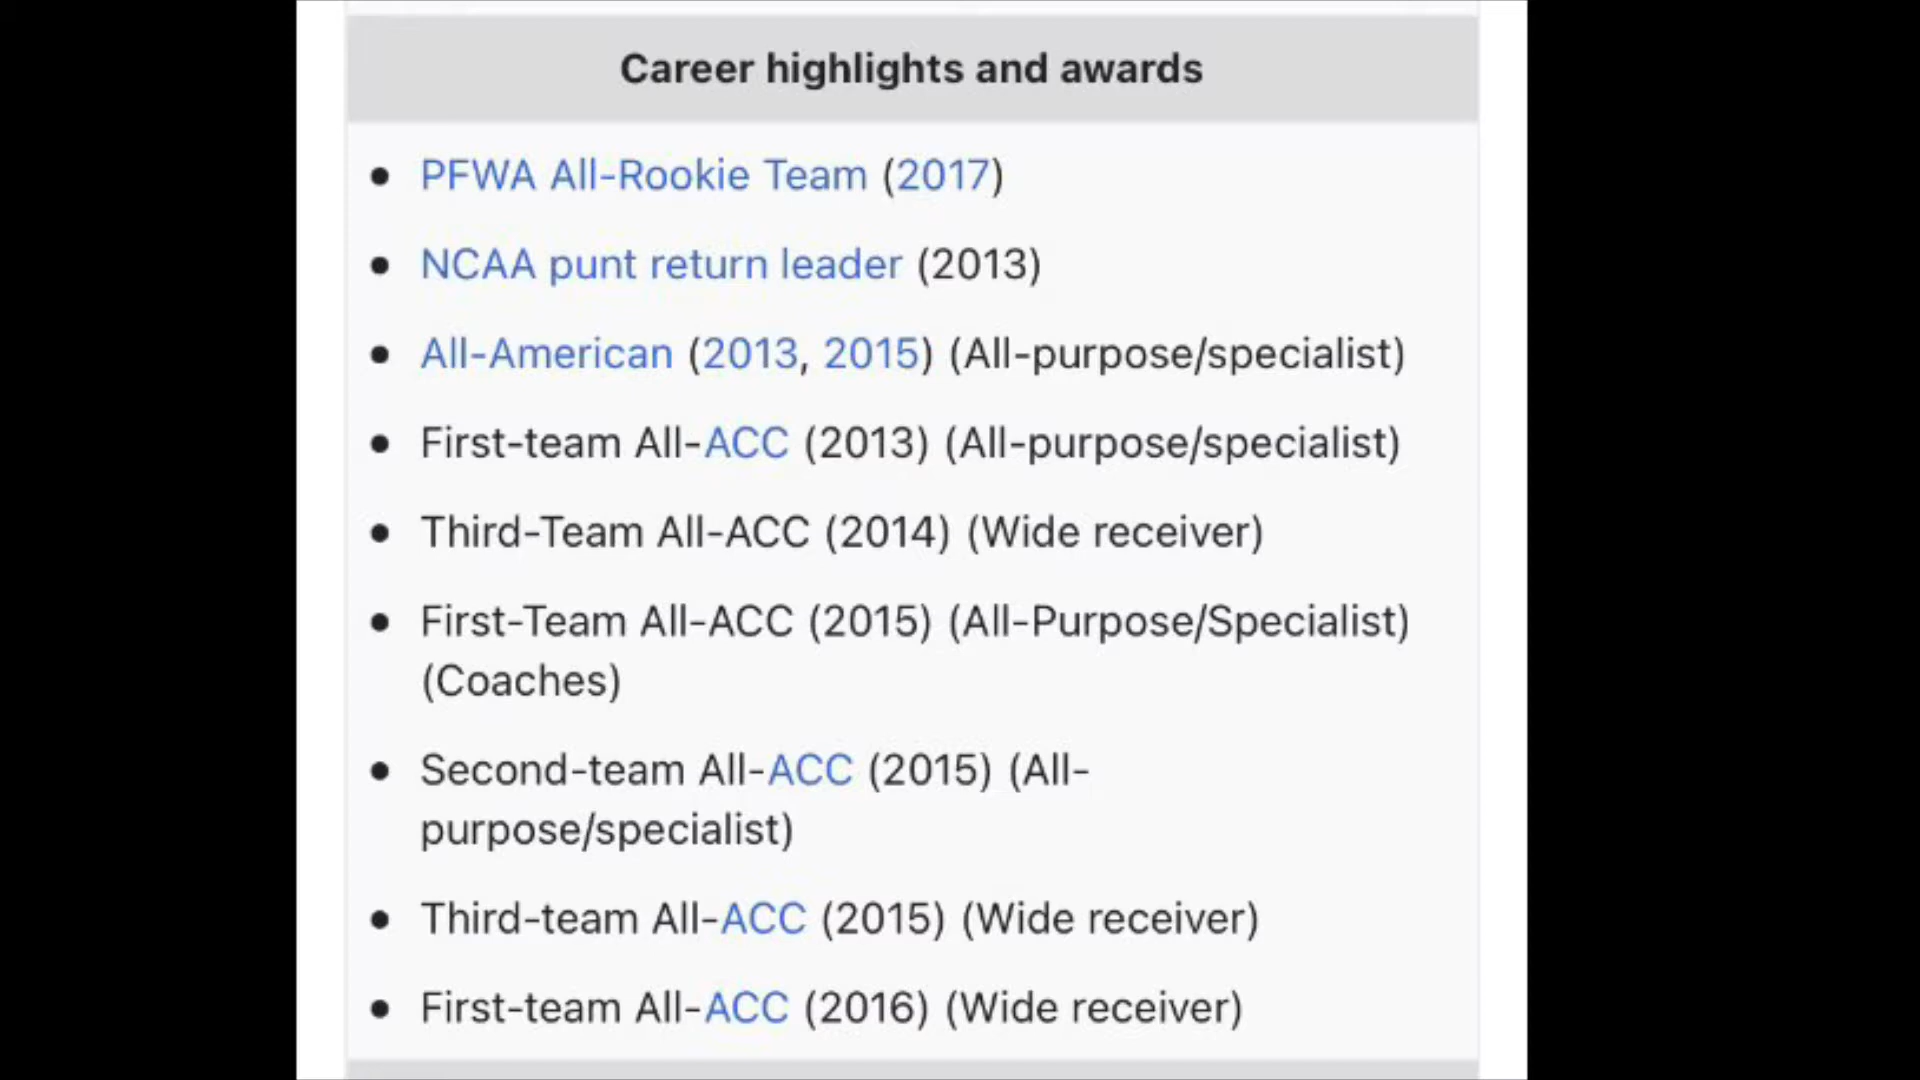 Career highlights and awards
PFWA All-Rookie Team (2017)
NCAA punt return leader (2013)
All-American (2013, 2015) (All-purpose/specialist)
First-team All-ACC (2013) (All-purpose/specialist)
Third-Team All-ACC (2014) (Wide receiver)
First-Team All-ACC (2015) (All-Purpose/Specialist)
(Coaches)
Second-team All-ACC (2015) (All-
purpose/specialist)
Third-team All-ACC (2015) (Wide receiver)
First-team All-ACC (2016) (Wide receiver)